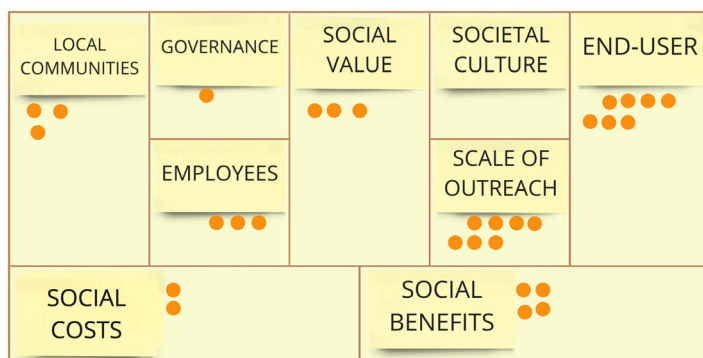 LOCAL
COMMUNITIES
GOVERNANCE
EMPLOYEES
SOCIAL
VALUE
SOCIETAL
CULTURE
SCALE OF
OUTREACH
END-USER
SOCIAL
COSTS
SOCIAL
BENEFITS